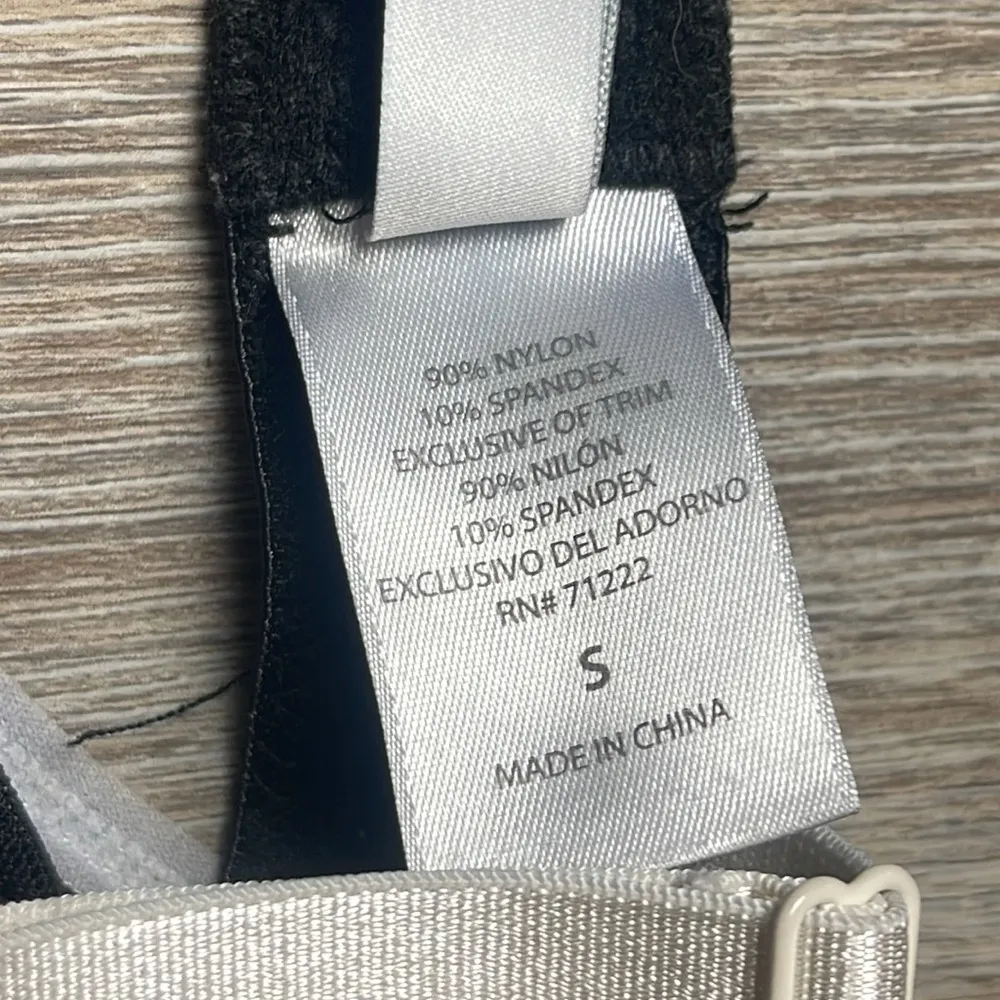 90% NYLON
10% SPANDEX
EXCLUSIVE OF TRIM
90% NILÓN
10% SPANDEX
EXCLUSIVO DEL ADORNO
RN# 71222
S
MADE IN CHINA